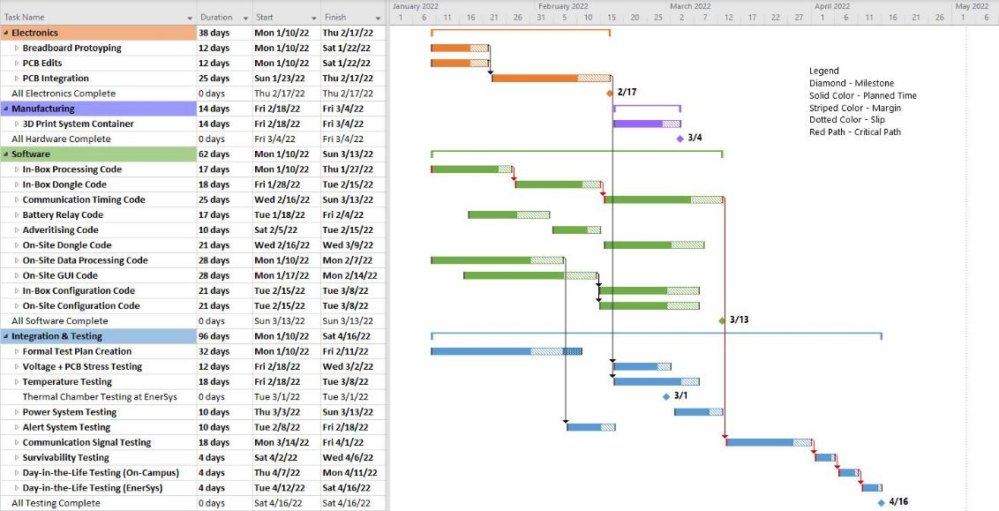 January 2022 February 2022 March 2022 April 2022 May 2022
Task Name Duration Start Finish 1 6 11 16 21 26 31 5 10 15 20 25 2 7 12 17 22 27 1 6 11 16 21 26 1 6
Electronics 38 days Mon 1/10/22 Thu 2/17/22
Breadboard Protoyping 12 days Mon 1/10/22 Sat 1/22/22
PCB Edits 12 days Mon 1/10/22 Sat 1/22/22
PCB Integration 25 days Sun 1/23/22 Thu 2/17/22
All Electronics Complete 0 days Thu 2/17/22 Thu 2/17/22 2/17
Manufacturing 14 days Fri 2/18/22 Fri 3/4/22
3D Print System Container 14 days Fri 2/18/22 Fri 3/4/22
All Hardware Complete 0 days Fri 3/4/22 Fri 3/4/22 3/4
Software 62 days Mon 1/10/22 Sun 3/13/22
In-Box Processing Code 17 days Mon 1/10/22 Thu 1/27/22
In-Box Dongle Code 18 days Fri 1/28/22 Tue 2/15/22
Communication Timing Code 25 days Wed 2/16/22 Sun 3/13/22
Battery Relay Code 17 days Tue 1/18/22 Fri 2/4/22
Adveritising Code 10 days Sat 2/5/22 Tue 2/15/22
On-Site Dongle Code 21 days Wed 2/16/22 Wed 3/9/22
On-Site Data Processing Code 28 days Mon 1/10/22 Mon 2/7/22
On-Site GUI Code 28 days Mon 1/17/22 Mon 2/14/22
In-Box Configuration Code 21 days Tue 2/15/22 Tue 3/8/22
On-Site Configuration Code 21 days Tue 2/15/22 Tue 3/8/22
All Software Complete 0 days Sun 3/13/22 Sun 3/13/22 3/13
Integration & Testing 96 days Mon 1/10/22 Sat 4/16/22
Formal Test Plan Creation 32 days Mon 1/10/22 Fri 2/11/22
Voltage + PCB Stress Testing 12 days Fri 2/18/22 Wed 3/2/22
Temperature Testing 18 days Fri 2/18/22 Tue 3/8/22
Thermal Chamber Testing at EnerSys 0 days Tue 3/1/22 Tue 3/1/22 3/1
Power System Testing 10 days Thu 3/3/22 Sun 3/13/22
Alert System Testing 10 days Tue 2/8/22 Fri 2/18/22
Communication Signal Testing 18 days Mon 3/14/22 Fri 4/1/22
Survivability Testing 4 days Sat 4/2/22 Wed 4/6/22
Day-in-the-Life Testing (On-Campus) 4 days Thu 4/7/22 Mon 4/11/22
Day-in-the-Life Testing (EnerSys) 4 days Tue 4/12/22 Sat 4/16/22
All Testing Complete 0 days Sat 4/16/22 Sat 4/16/22 4/16
Legend
Diamond - Milestone
Solid Color - Planned Time
Striped Color - Margin
Dotted Color - Slip
Red Path - Critical Path